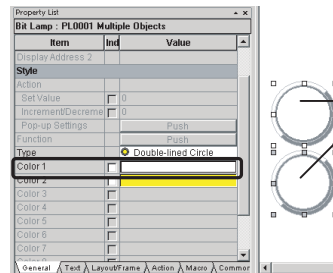 Property List
Bit Lamp : PL0001 Multiple Objects
Item Ind Value
Display Address 2
Style
Action
Set Value 0
Increment/Decreme 0
Pop-up Settings Push
Function Push
Type Double-lined Circle
Color 1
Color 2
Color 3
Color 4
Color 5
Color 6
Color 7
General Text Layout/Frame Action Macro Common